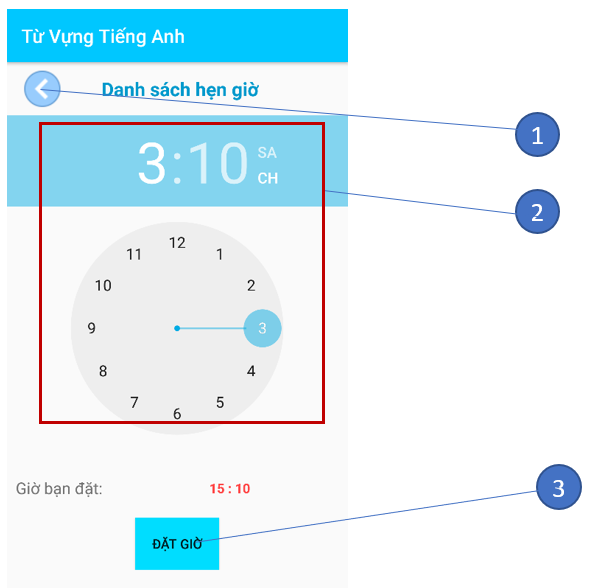 Từ Vựng Tiếng Anh
Danh sách hẹn giờ
1
3:10
SA
CH
2
12
11
1
10
2
9
3
8
4
7
5
6
Giờ bạn đặt:
15 : 10
3
ĐẶT GIỜ